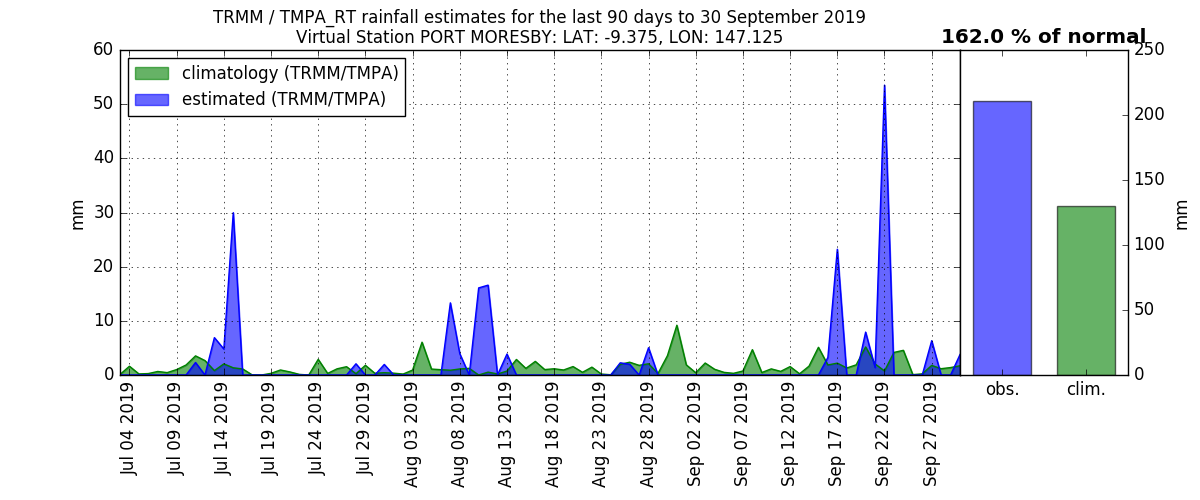 TRMM / TMPA_RT rainfall estimates for the last 90 days to 30 September 2019
Virtual Station PORT MORESBY: LAT: -9.375, LON: 147.125
162.0 % of normal
climatology (TRMM/TMPA)
estimated (TRMM/TMPA)
60
50
40
30
20
10
0
mm
250
200
150
100
50
0
mm
Jul 04 2019
Jul 09 2019
Jul 14 2019
Jul 19 2019
Jul 24 2019
Jul 29 2019
Aug 03 2019
Aug 08 2019
Aug 13 2019
Aug 18 2019
Aug 23 2019
Aug 28 2019
Sep 02 2019
Sep 07 2019
Sep 12 2019
Sep 17 2019
Sep 22 2019
Sep 27 2019
obs.
clim.